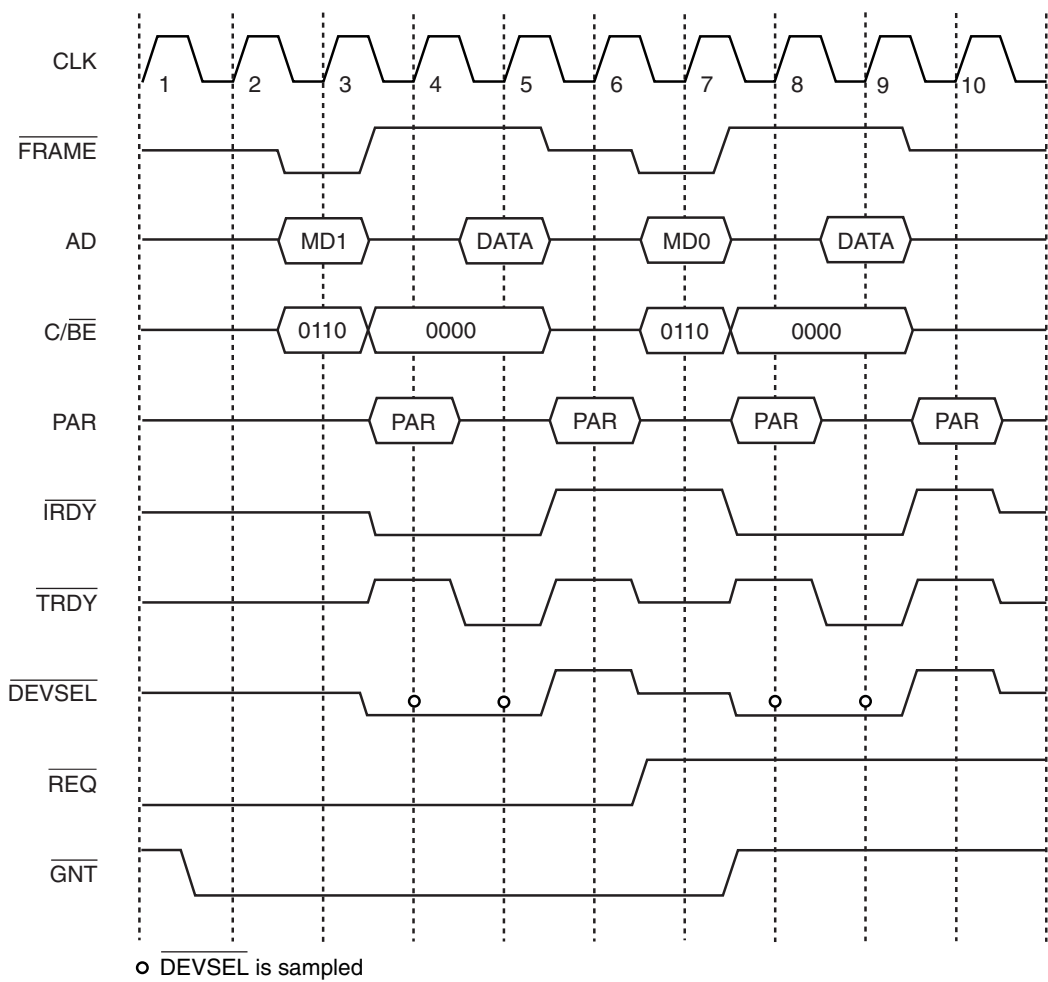 CLK
1 2 3 4 5 6 7 8 9 10
FRAME
AD MD1 DATA MD0 DATA
C/BE 0110 0000 0110 0000
PAR PAR PAR PAR PAR
IRDY
TRDY
DEVSEL
REQ
GNT
DEVSEL is sampled